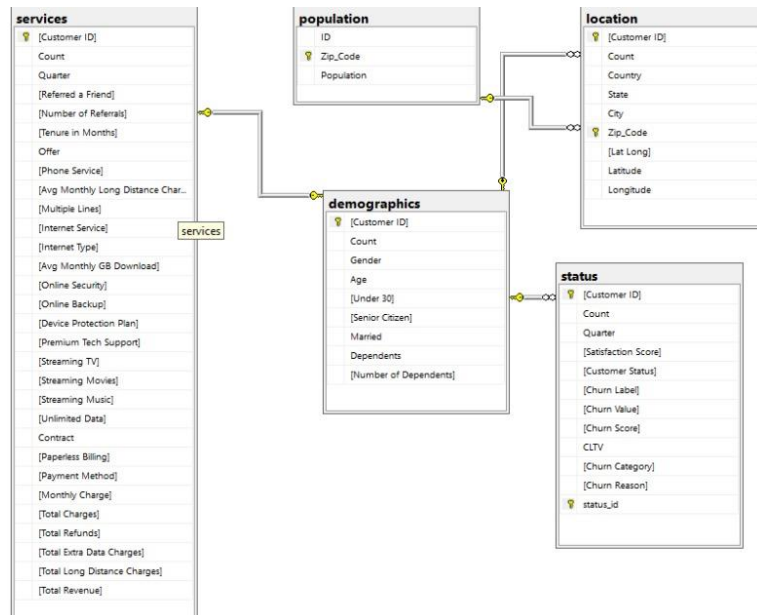 services
[Customer ID]
Count
Quarter
[Referred a Friend]
[Number of Referrals]
[Tenure in Months]
Offer
[Phone Service]
[Avg Monthly Long Distance Char...
[Multiple Lines]
[Internet Service]
[Internet Type]
[Avg Monthly GB Download]
[Online Security]
[Online Backup]
[Device Protection Plan]
[Premium Tech Support]
[Streaming TV]
[Streaming Movies]
[Streaming Music]
[Unlimited Data]
Contract
[Paperless Billing]
[Payment Method]
[Monthly Charge]
[Total Charges]
[Total Refunds]
[Total Extra Data Charges]
[Total Long Distance Charges]
[Total Revenue]
services
population
ID
Zip_Code
Population
location
[Customer ID]
Count
Country
State
City
Zip_Code
[Lat Long]
Latitude
Longitude
demographics
[Customer ID]
Count
Gender
Age
[Under 30]
[Senior Citizen]
Married
Dependents
[Number of Dependents]
status
[Customer ID]
Count
Quarter
[Satisfaction Score]
[Customer Status]
[Churn Label]
[Churn Value]
[Churn Score]
CLTV
[Churn Category]
[Churn Reason]
status_id